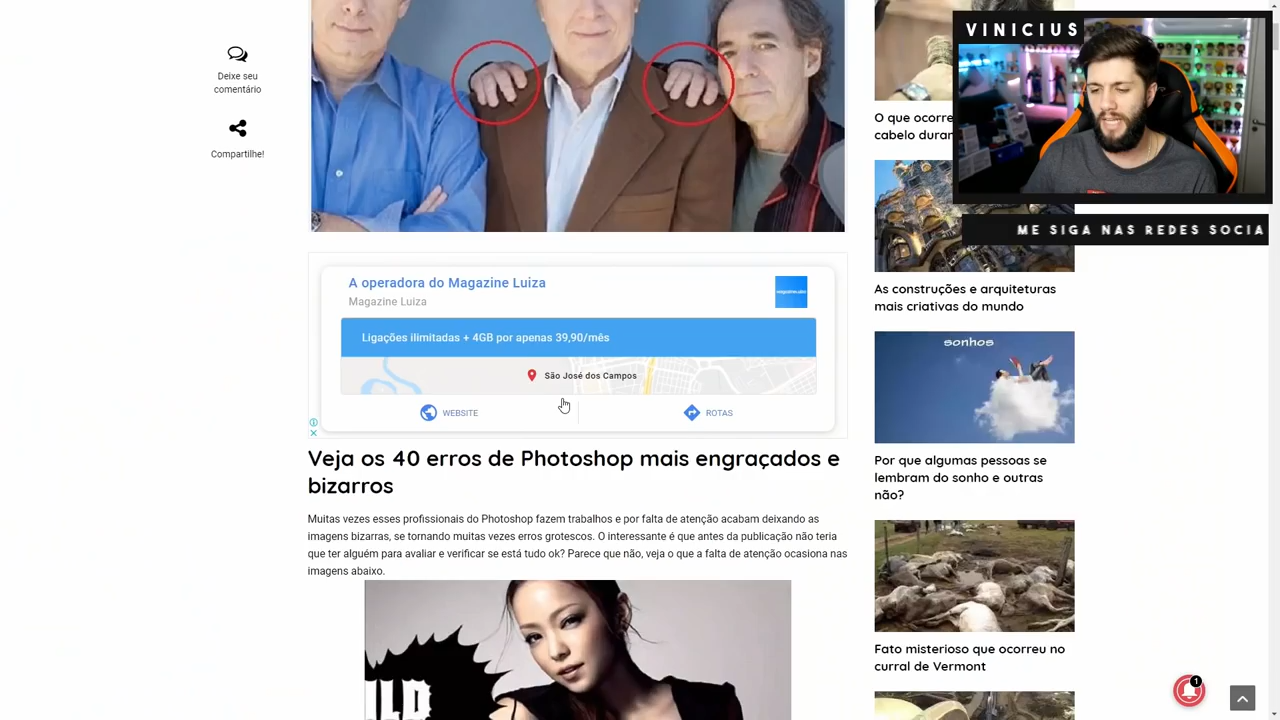 Deixe seu
comentário
Compartilhe!
A operadora do Magazine Luiza
Magazine Luiza
Ligações ilimitadas + 4GB por apenas 39,90/mês
São José dos Campos
WEBSITE
ROTAS
Veja os 40 erros de Photoshop mais engraçados e
bizarros
Muitas vezes esses profissionais do Photoshop fazem trabalhos e por falta de atenção acabam deixando as
imagens bizarras, se tornando muitas vezes erros grotescos. O interessante é que antes da publicação não teria
que ter alguém para avaliar e verificar se está tudo ok? Parece que não, veja o que a falta de atenção ocasiona nas
imagens abaixo.
VINICIUS
ME SIGA NAS REDES SOCIA
O que ocorre
cabelo duran
As construções e arquiteturas
mais criativas do mundo
sonhos
Por que algumas pessoas se
lembram do sonho e outras
não?
Fato misterioso que ocorreu no
curral de Vermont
1